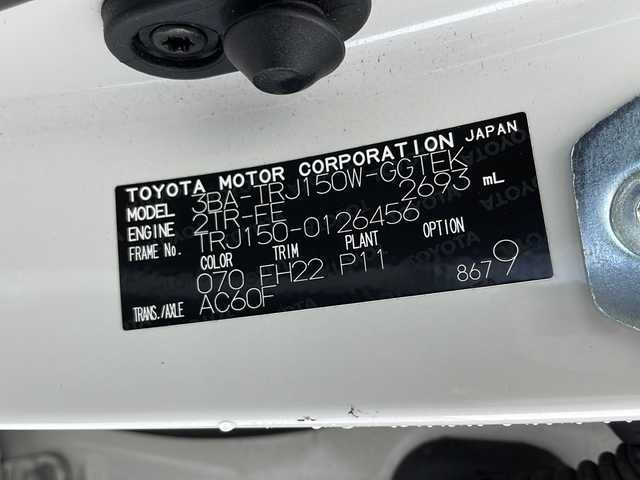 TOYOTA MOTOR CORPORATION JAPAN
MODEL 3BA-TRJ150W-GGTEK
ENGINE 2TR-FE 2693 mL
FRAME No. TRJ150-0126456
COLOR TRIM PLANT OPTION
070 FH22 P11
TRANS./AXLE AC60F 8679